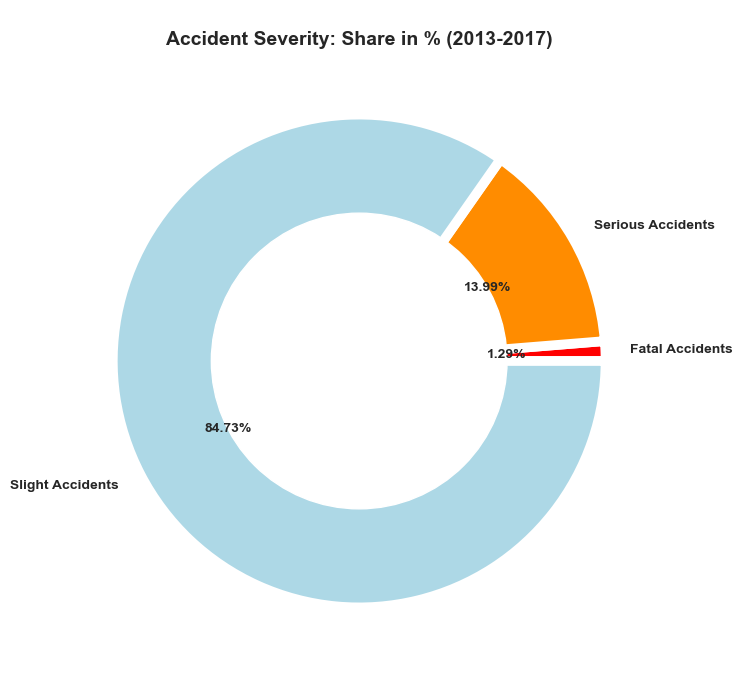 Accident Severity: Share in % (2013-2017)
Serious Accidents
13.99%
Fatal Accidents
1.29%
84.73%
Slight Accidents